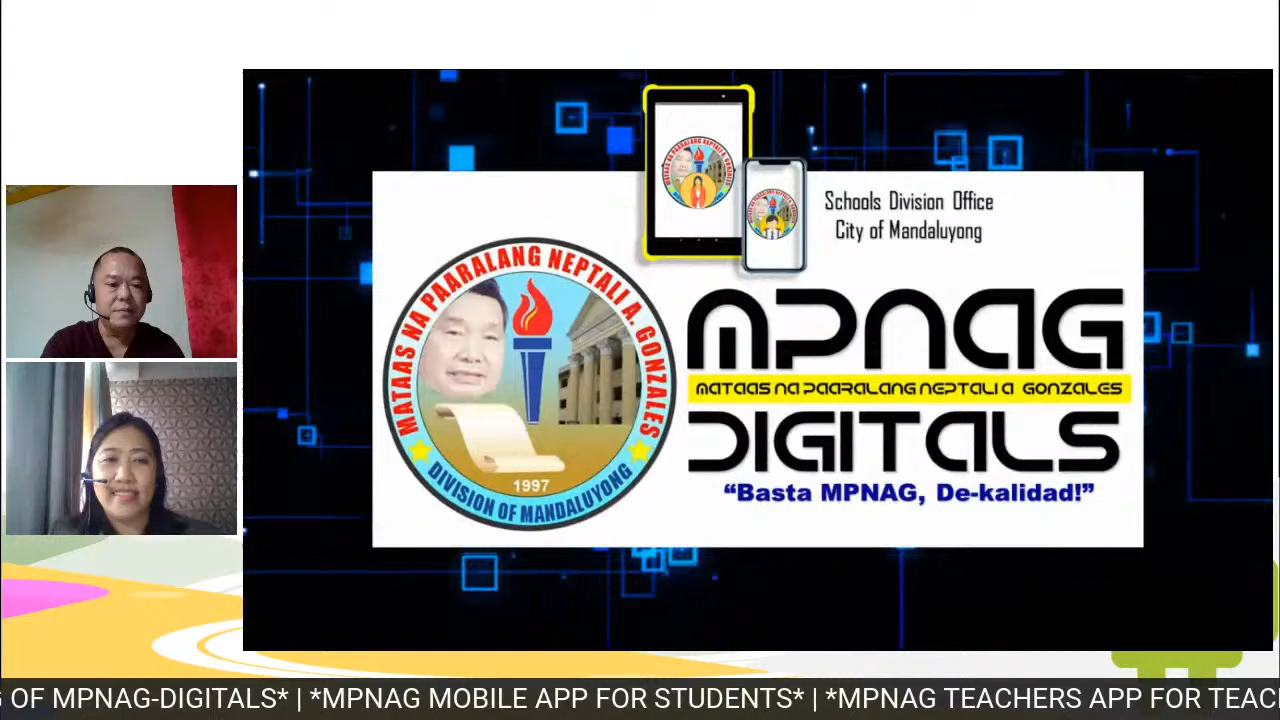 Schools Division Office
City of Mandaluyong
MATAAS NA PAARALANG NEPTALI A. GONZALES
1997
DIVISION OF MANDALUYONG
MPNAG
MATAAS NA PAARALANG NEPTALI A GONZALES
DIGITALS
“Basta MPNAG, De-kalidad!”
OF MPNAG-DIGITALS* | *MPNAG MOBILE APP FOR STUDENTS* | *MPNAG TEACHERS APP FOR